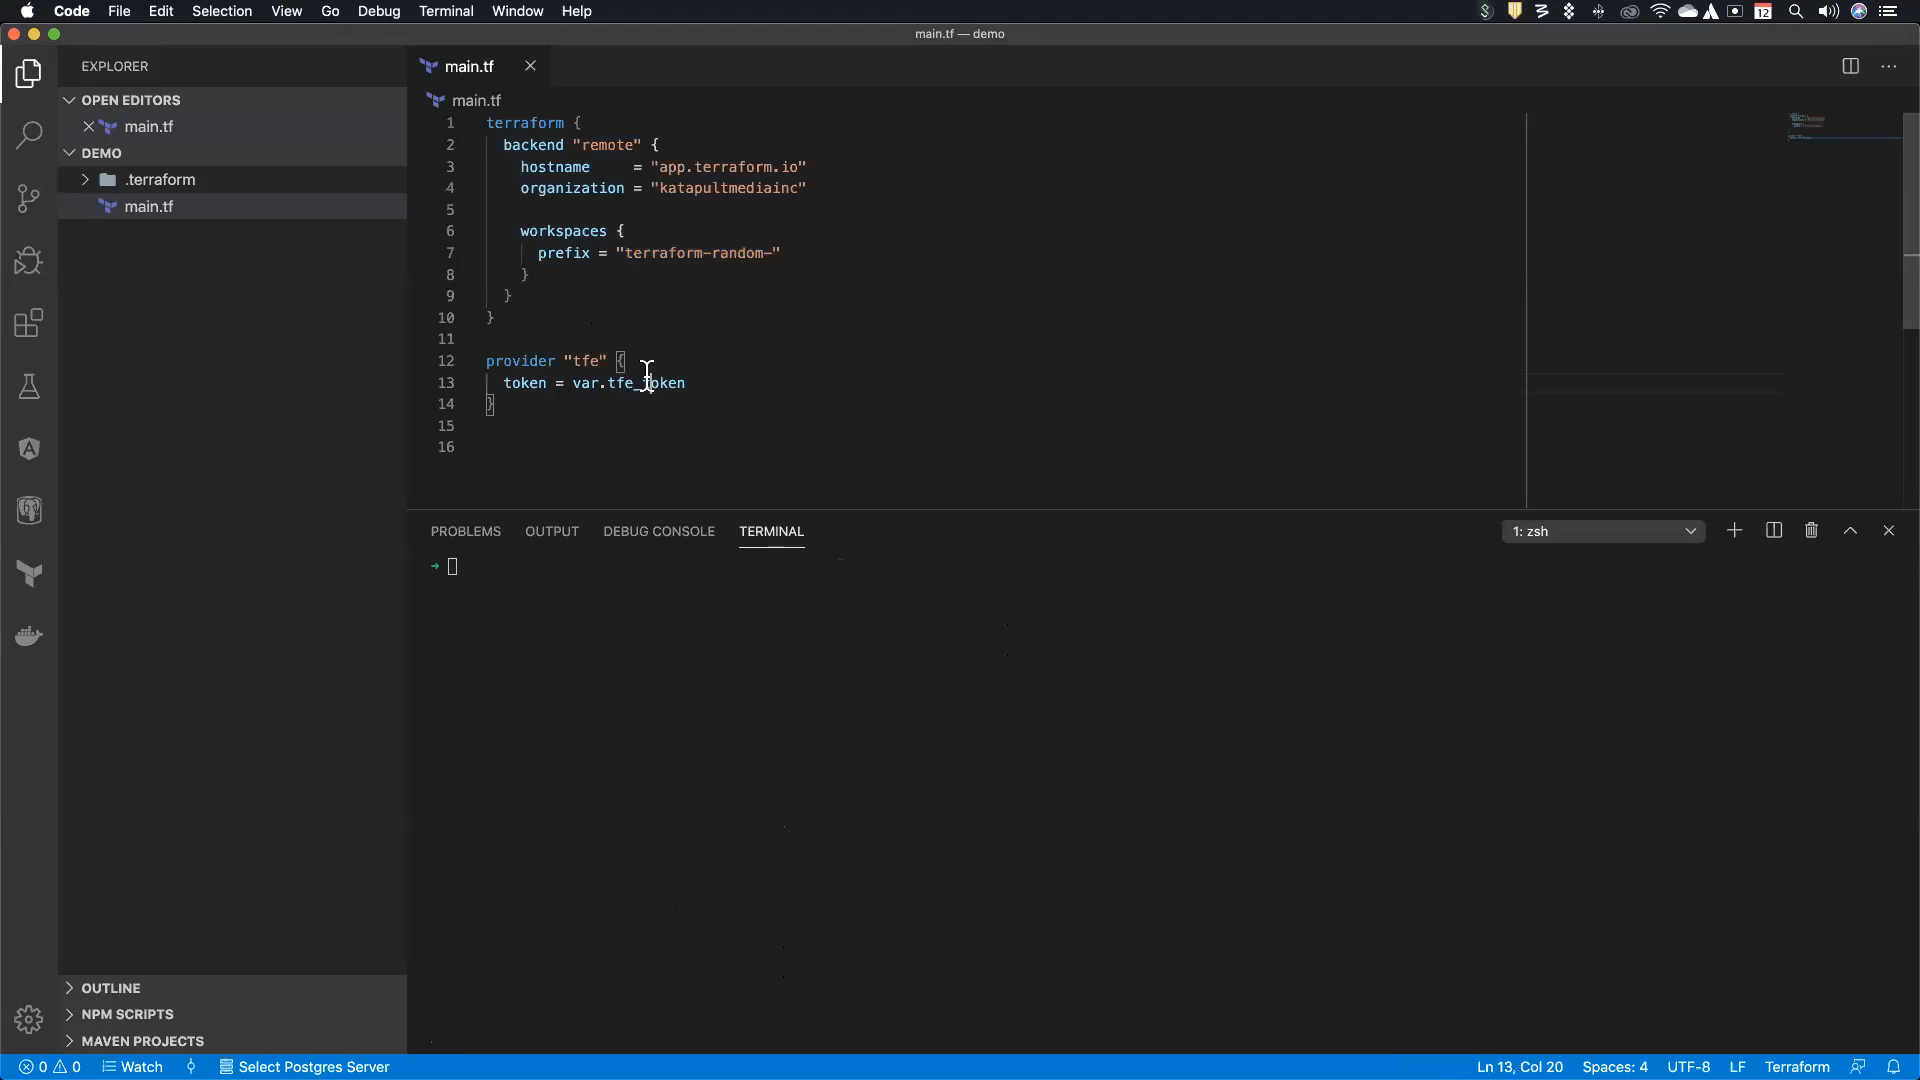 Code File Edit Selection View Go Debug Terminal Window Help
12
main.tf — demo
EXPLORER
OPEN EDITORS
main.tf
DEMO
.terraform
main.tf
OUTLINE
NPM SCRIPTS
MAVEN PROJECTS
main.tf
main.tf
1 terraform {
2 backend "remote" {
3 hostname = "app.terraform.io"
4 organization = "katapultmediainc"
5
6 workspaces {
7 prefix = "terraform-random-"
8 }
9 }
10 }
11
12 provider "tfe" {
13 token = var.tfe_token
14 }
15
16
PROBLEMS OUTPUT DEBUG CONSOLE TERMINAL
1: zsh
0 0 Watch Select Postgres Server
Ln 13, Col 20 Spaces: 4 UTF-8 LF Terraform